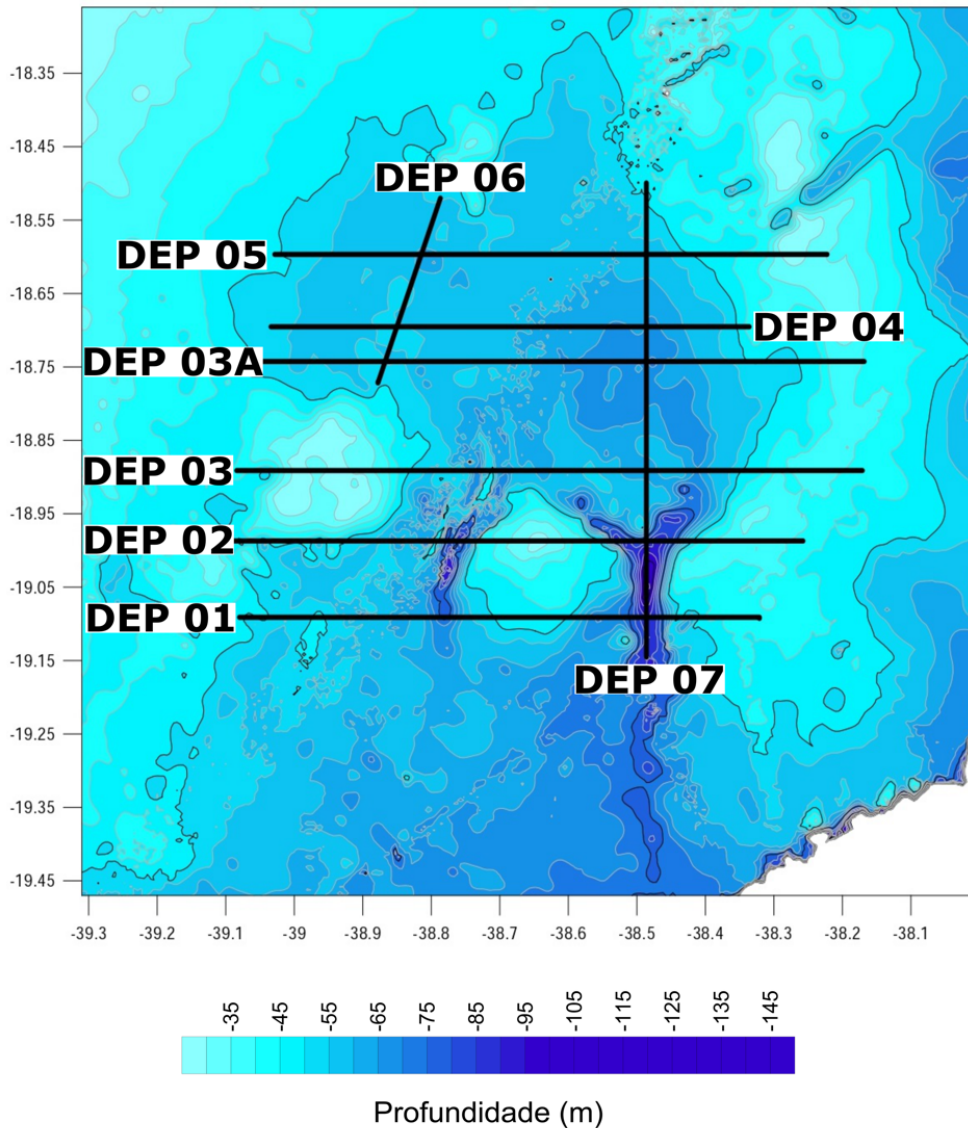 -18.35
-18.45
DEP 06
-18.55
DEP 05
-18.65
DEP 04
DEP 03A
-18.75
-18.85
DEP 03
-18.95
DEP 02
-19.05
DEP 01
-19.15
DEP 07
-19.25
-19.35
-19.45
-39.3 -39.2 -39.1 -39 -38.9 -38.8 -38.7 -38.6 -38.5 -38.4 -38.3 -38.2 -38.1
-35 -45 -55 -65 -75 -85 -95 -105 -115 -125 -135 -145
Profundidade (m)